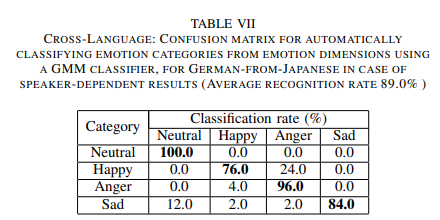 TABLE VII
CROSS-LANGUAGE: CONFUSION MATRIX FOR AUTOMATICALLY
CLASSIFYING EMOTION CATEGORIES FROM EMOTION DIMENSIONS USING
A GMM CLASSIFIER, FOR GERMAN-FROM-JAPANESE IN CASE OF
SPEAKER-DEPENDENT RESULTS (AVERAGE RECOGNITION RATE 89.0% )
Category Classification rate (%)
Neutral Happy Anger Sad
Neutral 100.0 0.0 0.0 0.0
Happy 0.0 76.0 24.0 0.0
Anger 0.0 4.0 96.0 0.0
Sad 12.0 2.0 2.0 84.0